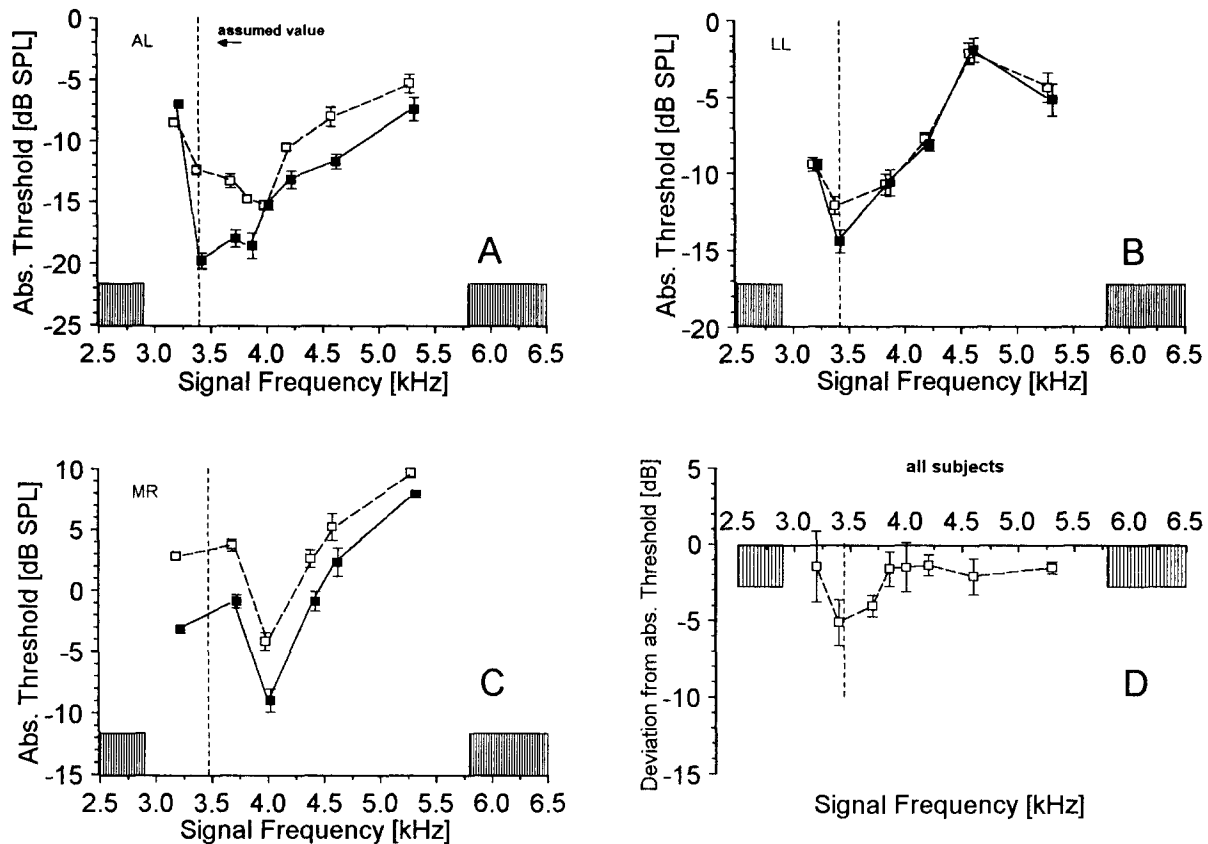 AL
assumed value
Abs. Threshold [dB SPL]
0
-5
-10
-15
-20
-25
A
2.5 3.0 3.5 4.0 4.5 5.0 5.5 6.0 6.5
Signal Frequency [kHz]
LL
Abs. Threshold [dB SPL]
0
-5
-10
-15
-20
B
2.5 3.0 3.5 4.0 4.5 5.0 5.5 6.0 6.5
Signal Frequency [kHz]
MR
Abs. Threshold [dB SPL]
10
5
0
-5
-10
-15
C
2.5 3.0 3.5 4.0 4.5 5.0 5.5 6.0 6.5
Signal Frequency [kHz]
all subjects
Deviation from abs. Threshold [dB]
5
0
-5
-10
-15
2.5 3.0 3.5 4.0 4.5 5.0 5.5 6.0 6.5
D
Signal Frequency [kHz]